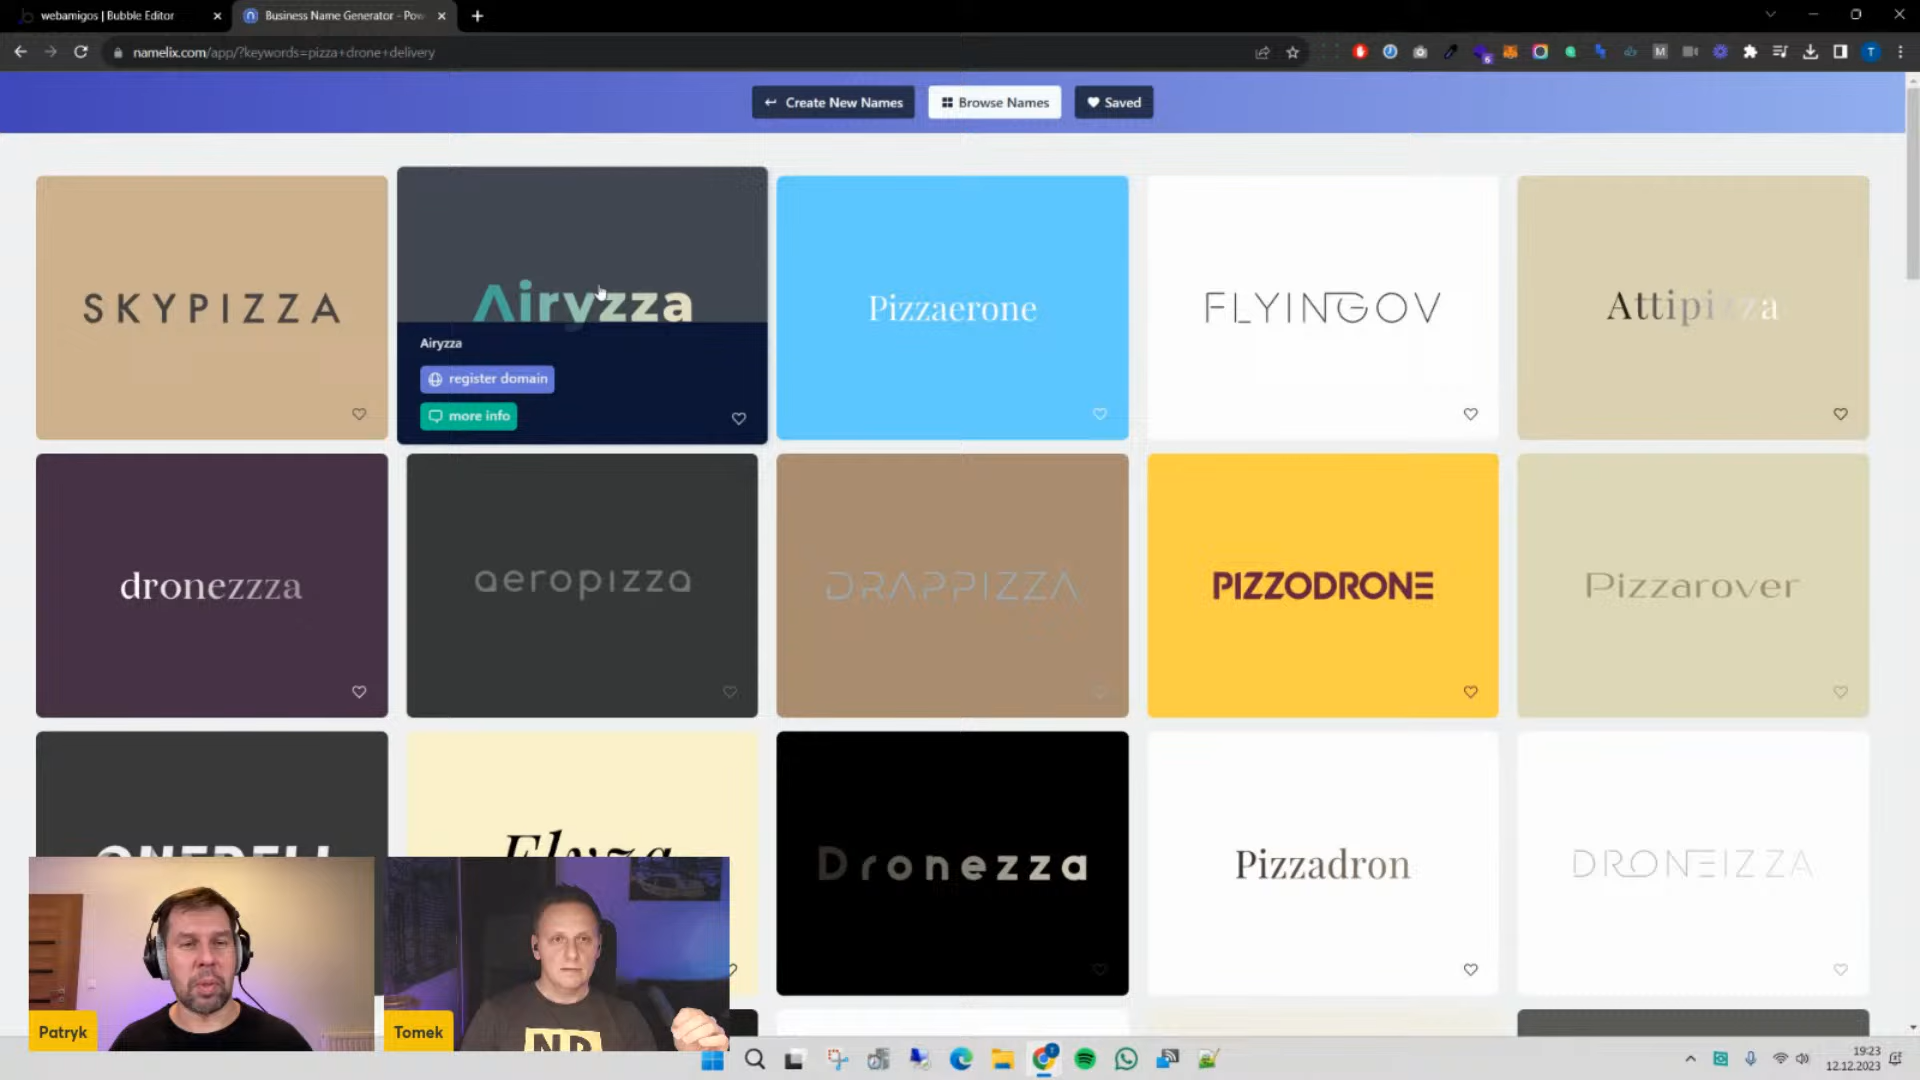 webamigos | Bubble Editor
Business Name Generator - Pow
namelix.com/app/?keywords=pizza+drone+delivery
Create New Names
Browse Names
Saved
SKYPIZZA
Airyzza
Airyzza
register domain
more info
Pizzaerone
FLYINGOV
Attipizza
dronezzza
aeropizza
DRAPPIZZA
PIZZODRONE
Pizzarover
Flyza
Dronezza
Pizzadron
DRONEIZZA
Patryk
Tomek
19:23
12.12.2023